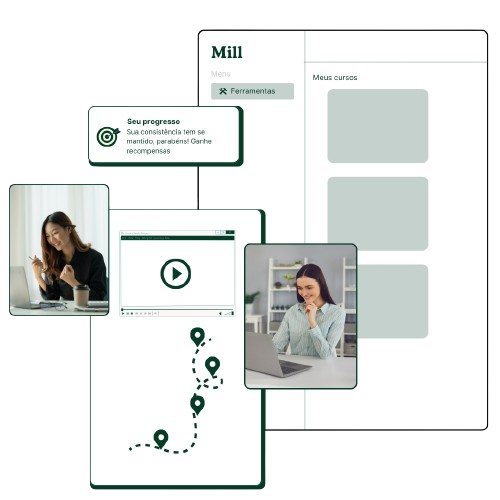 Mill
Menu
Ferramentas
Meus cursos
Seu progresso
Sua consistência tem se
mantido, parabéns! Ganhe
recompensas